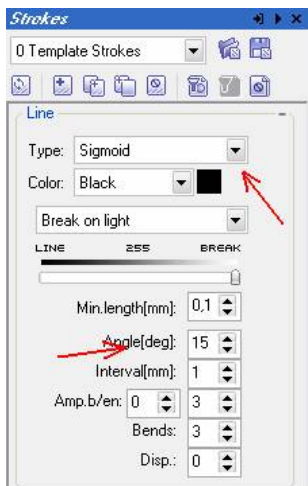 Strokes
0 Template Strokes
Line
Type: Sigmoid
Color: Black
Break on light
LINE 255 BREAK
Min.length[mm]: 0,1
Angle[deg]: 15
Interval[mm]: 1
Amp.b/en: 0 3
Bends: 3
Disp.: 0